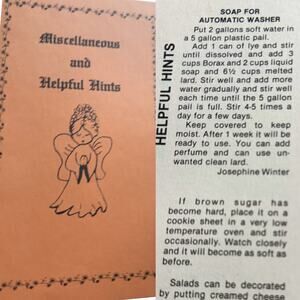 Miscellaneous
and
Helpful Hints
HELPFUL HINTS
SOAP FOR
AUTOMATIC WASHER
Put 2 gallons soft water in
a 5 gallon plastic pail.
Add 1 can of lye and stir
until dissolved and add 3
cups Borax and 2 cups liquid
soap and 6½ cups melted
lard. Stir well and add more
water gradually and stir well
each time until the 5 gallon
pail is full. Stir 4-5 times a
day for a few days.
Keep covered to keep
moist. After 1 week it will be
ready to use. You can add
perfume and can use un-
wanted clean lard.
Josephine Winter
If brown sugar has
become hard, place it on a
cookie sheet in a very low
temperature oven and stir
occasionally. Watch closely
and it will become as soft as
before.
Salads can be decorated
by putting creamed cheese